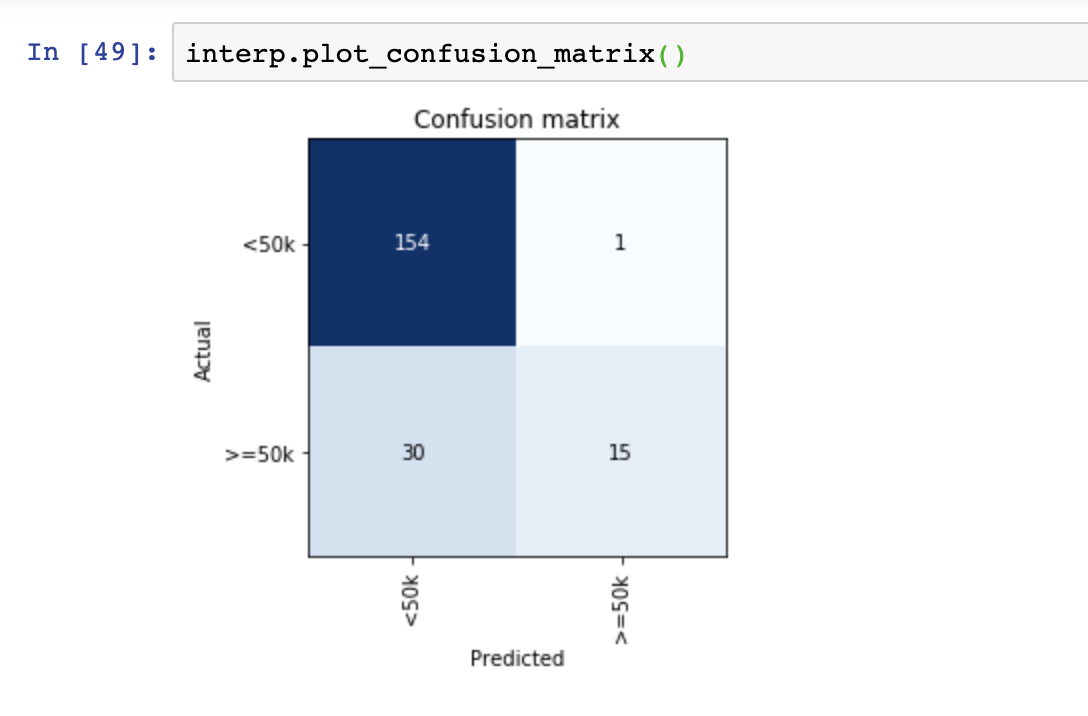 In [49]: interp.plot_confusion_matrix()
Confusion matrix
<50k 154 1
Actual
>=50k 30 15
<50k >=50k
Predicted